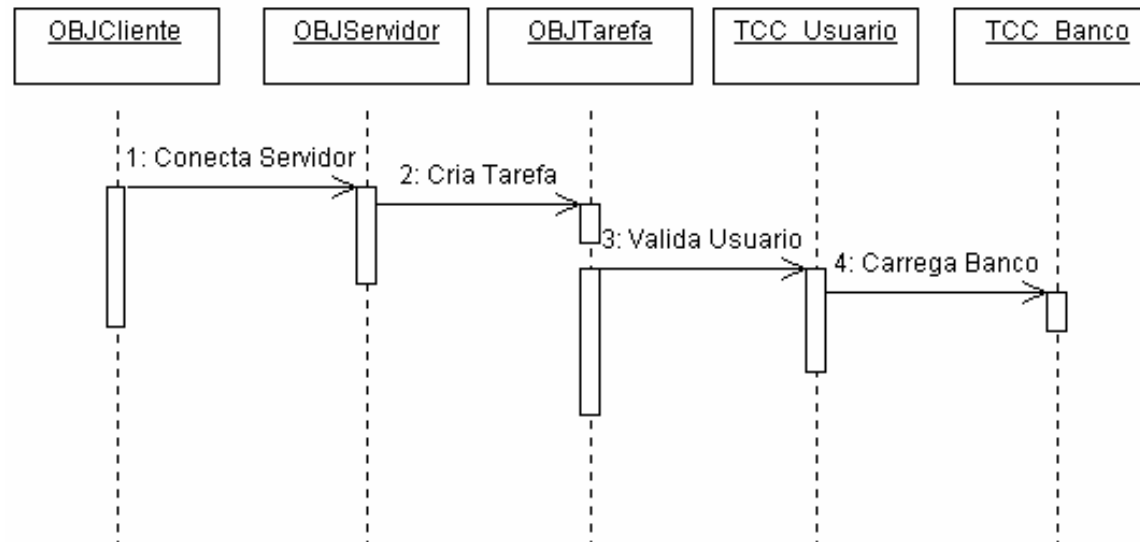 OBJCliente
OBJServidor
OBJTarefa
TCC_Usuario
TCC_Banco
1: Conecta Servidor
2: Cria Tarefa
3: Valida Usuario
4: Carrega Banco